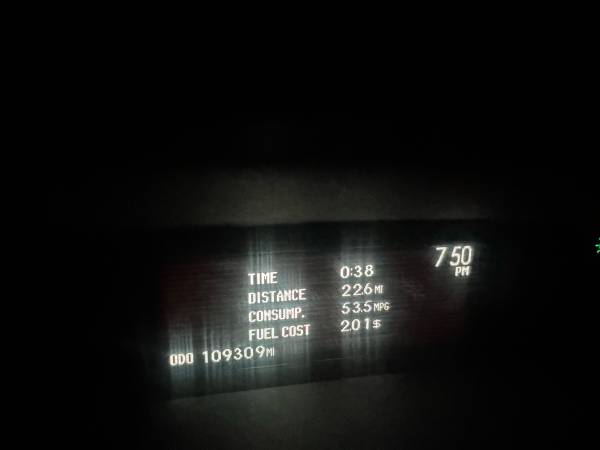 7:50
PM
TIME 0:38
DISTANCE 22.6 MI
CONSUMP. 53.5 MPG
FUEL COST 2.01 $
ODO 109309 MI